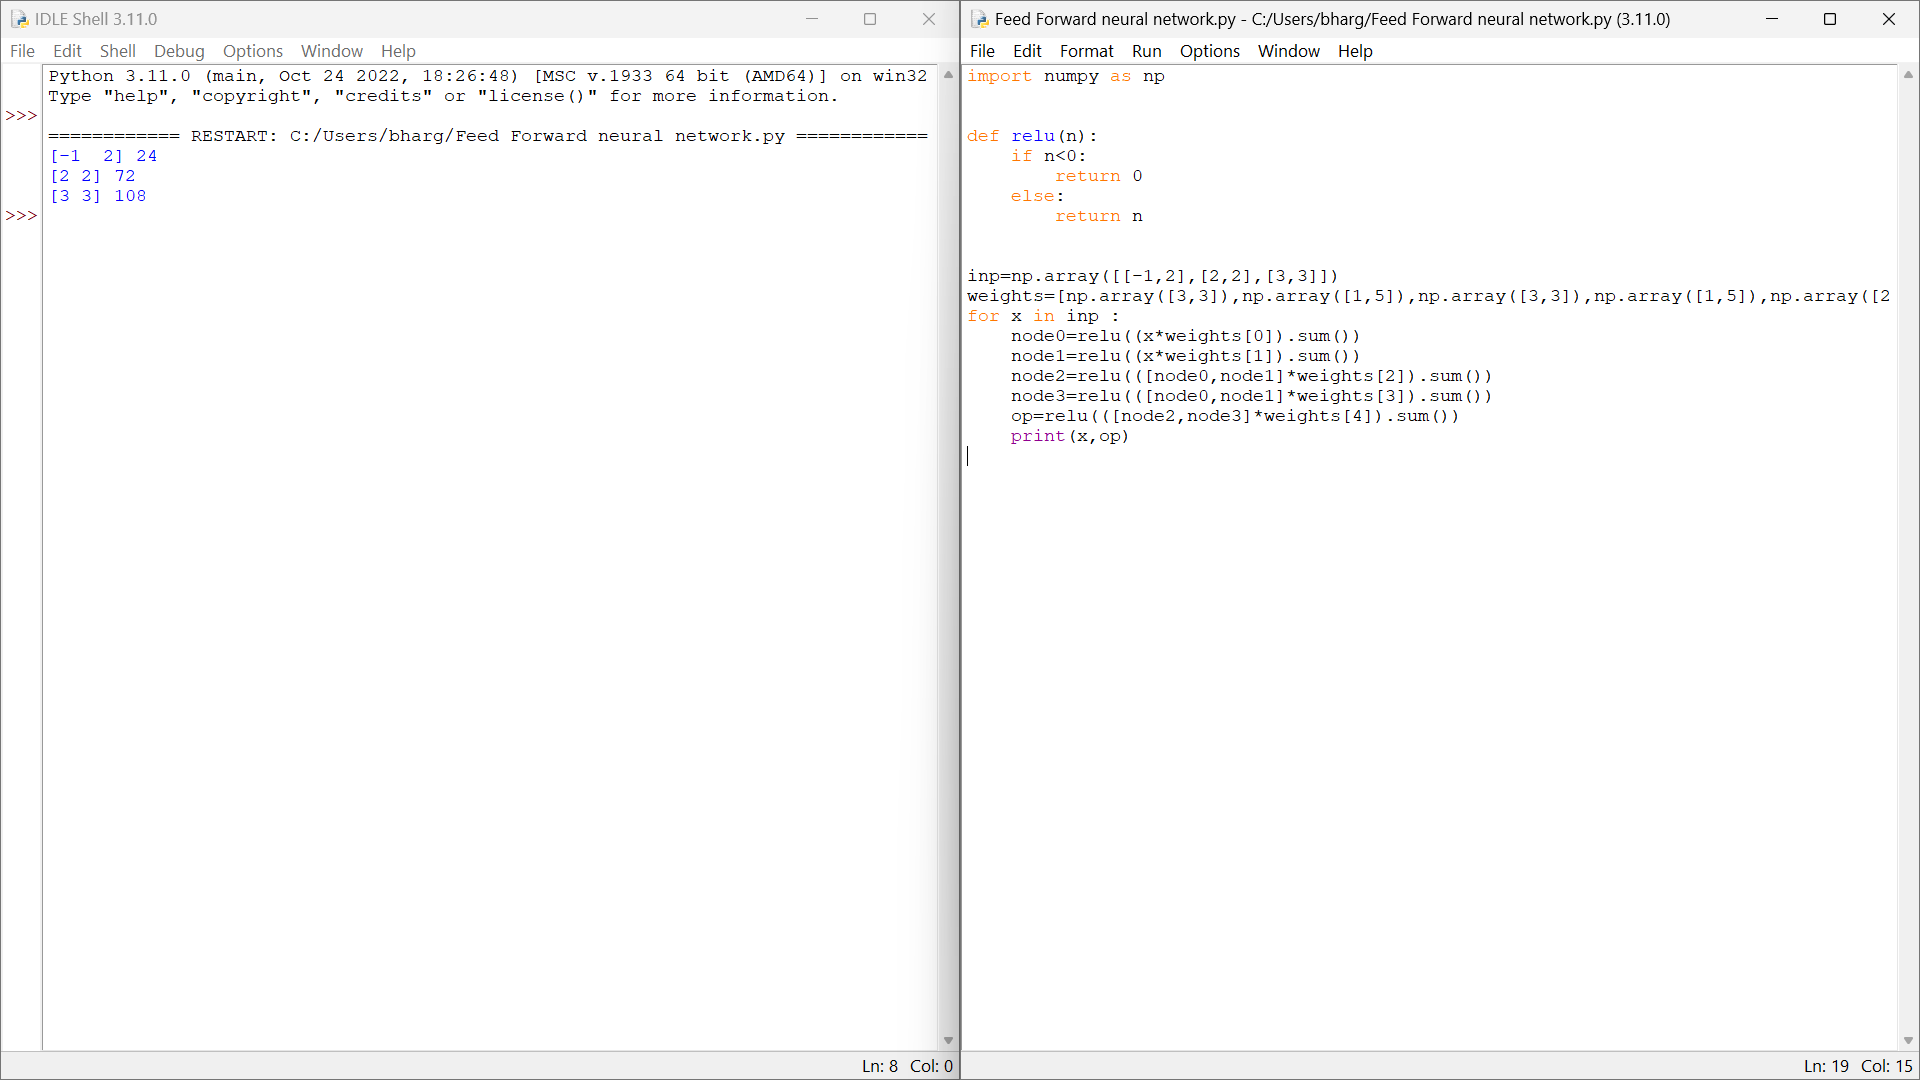 IDLE Shell 3.11.0
File Edit Shell Debug Options Window Help
Python 3.11.0 (main, Oct 24 2022, 18:26:48) [MSC v.1933 64 bit (AMD64)] on win32
Type "help", "copyright", "credits" or "license()" for more information.
>>>
============ RESTART: C:/Users/bharg/Feed Forward neural network.py ============
[-1  2] 24
[2 2] 72
[3 3] 108
>>>
Ln: 8 Col: 0
Feed Forward neural network.py - C:/Users/bharg/Feed Forward neural network.py (3.11.0)
File Edit Format Run Options Window Help
import numpy as np
def relu(n):
    if n<0:
        return 0
    else:
        return n
inp=np.array([[-1,2],[2,2],[3,3]])
weights=[np.array([3,3]),np.array([1,5]),np.array([3,3]),np.array([1,5]),np.array([2
for x in inp :
    node0=relu((x*weights[0]).sum())
    node1=relu((x*weights[1]).sum())
    node2=relu(([node0,node1]*weights[2]).sum())
    node3=relu(([node0,node1]*weights[3]).sum())
    op=relu(([node2,node3]*weights[4]).sum())
    print(x,op)
Ln: 19 Col: 15